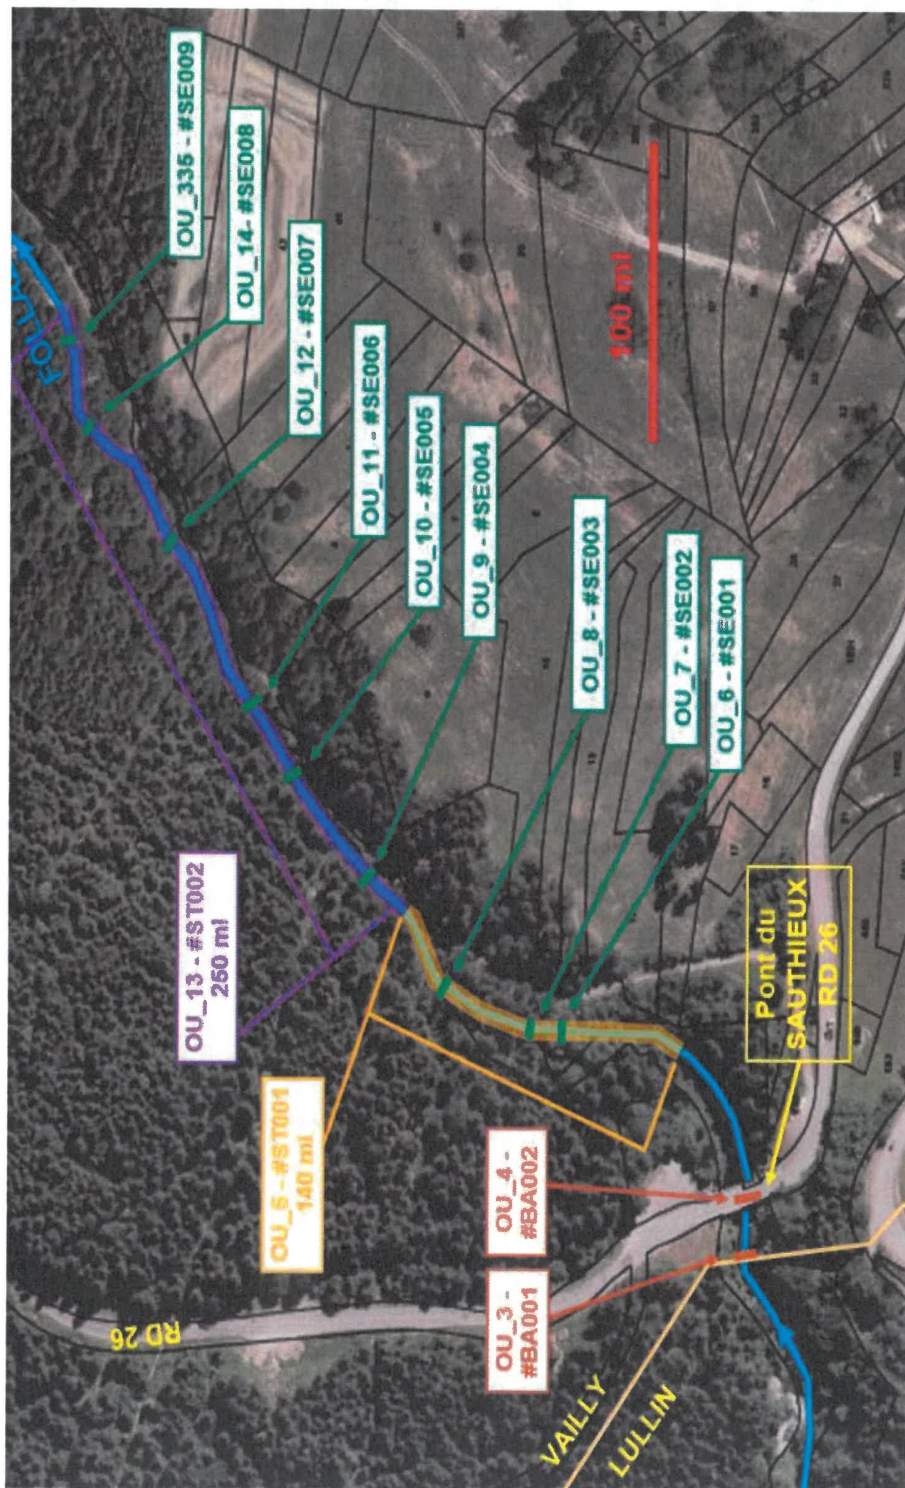 OU_335 - #SE009
OU_14- #SE008
OU_12 - #SE007
OU_11 - #SE006
OU_10 - #SE005
OU_9 - #SE004
OU_8 - #SE003
OU_7 - #SE002
OU_6 - #SE001
100 ml
OU_13 - #ST002
250 ml
OU_5 - #ST001
140 ml
OU_4 -
#BA002
OU_3 -
#BA001
Pont du
SAUTHIEUX
RD 26
RD 26
VAILLY
LULLIN